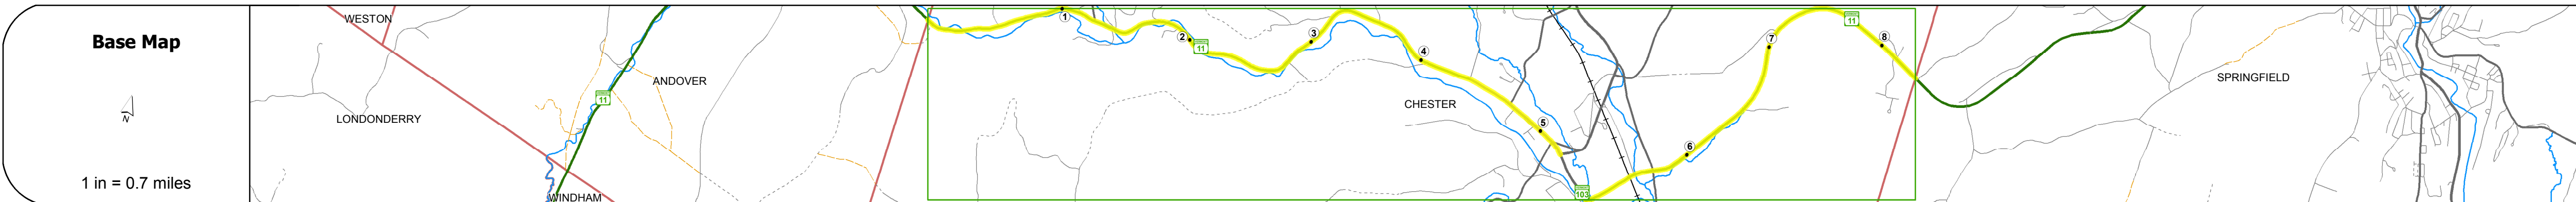 Base Map
N
1 in = 0.7 miles
WESTON
LONDONDERRY
ANDOVER
11
WINDHAM
1
2
11
3
4
CHESTER
5
103
6
7
11
8
SPRINGFIELD